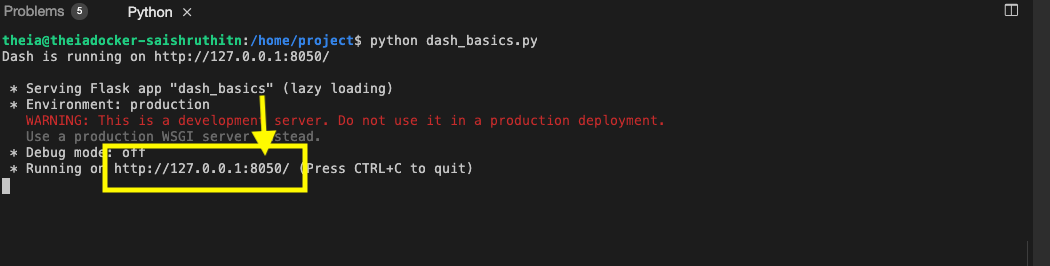 Problems 5 Python ×
theia@theiadocker-saishruthitn:/home/project$ python dash_basics.py
Dash is running on http://127.0.0.1:8050/
* Serving Flask app "dash_basics" (lazy loading)
* Environment: production
WARNING: This is a development server. Do not use it in a production deployment.
Use a production WSGI server instead.
* Debug mode: off
* Running on http://127.0.0.1:8050/ (Press CTRL+C to quit)